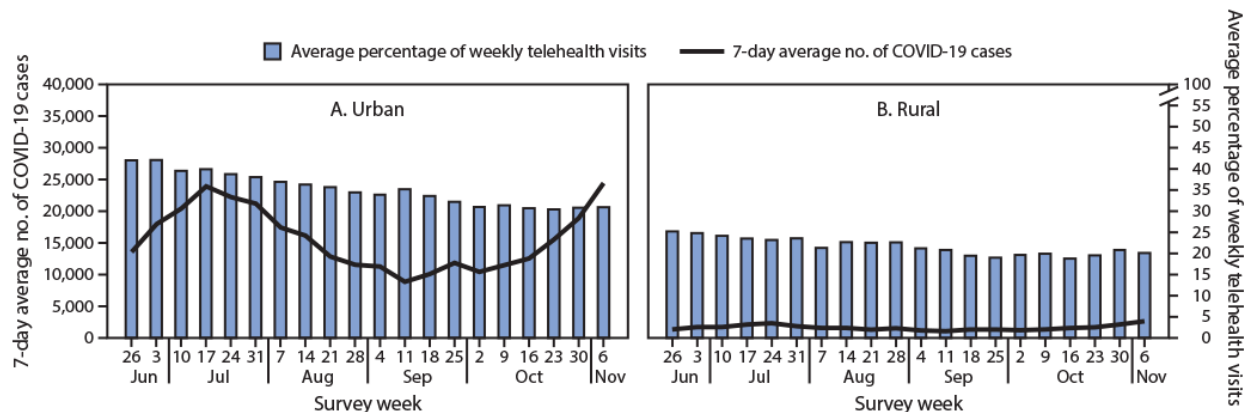 Average percentage of weekly telehealth visits
7-day average no. of COVID-19 cases
7-day average no. of COVID-19 cases
40,000
35,000
30,000
25,000
20,000
15,000
10,000
5,000
0
A. Urban
26 3 10 17 24 31 7 14 21 28 4 11 18 25 2 9 16 23 30 6
Jun Jul Aug Sep Oct Nov
Survey week
B. Rural
26 3 10 17 24 31 7 14 21 28 4 11 18 25 2 9 16 23 30 6
Jun Jul Aug Sep Oct Nov
Survey week
100
55
50
45
40
35
30
25
20
15
10
5
0
Average percentage of weekly telehealth visits